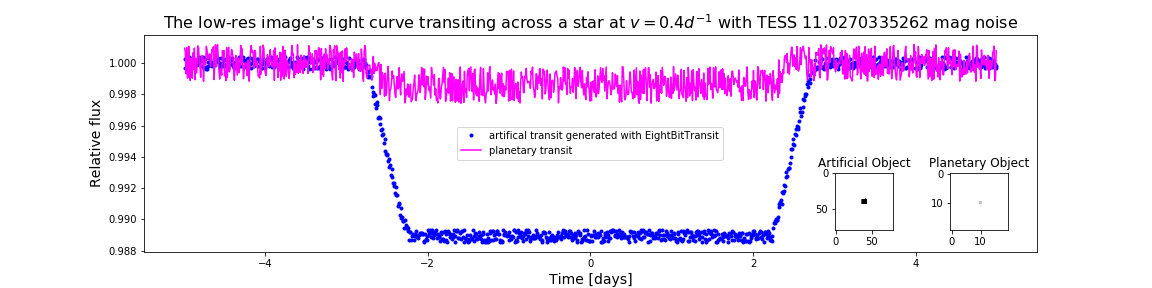 The low-res image's light curve transiting across a star at v = 0.4d⁻¹ with TESS 11.0270335262 mag noise
Relative flux
1.000
0.998
0.996
0.994
0.992
0.990
0.988
artifical transit generated with EightBitTransit
planetary transit
Artificial Object
0
50
0
50
Planetary Object
0
10
0
10
−4
−2
0
2
4
Time [days]